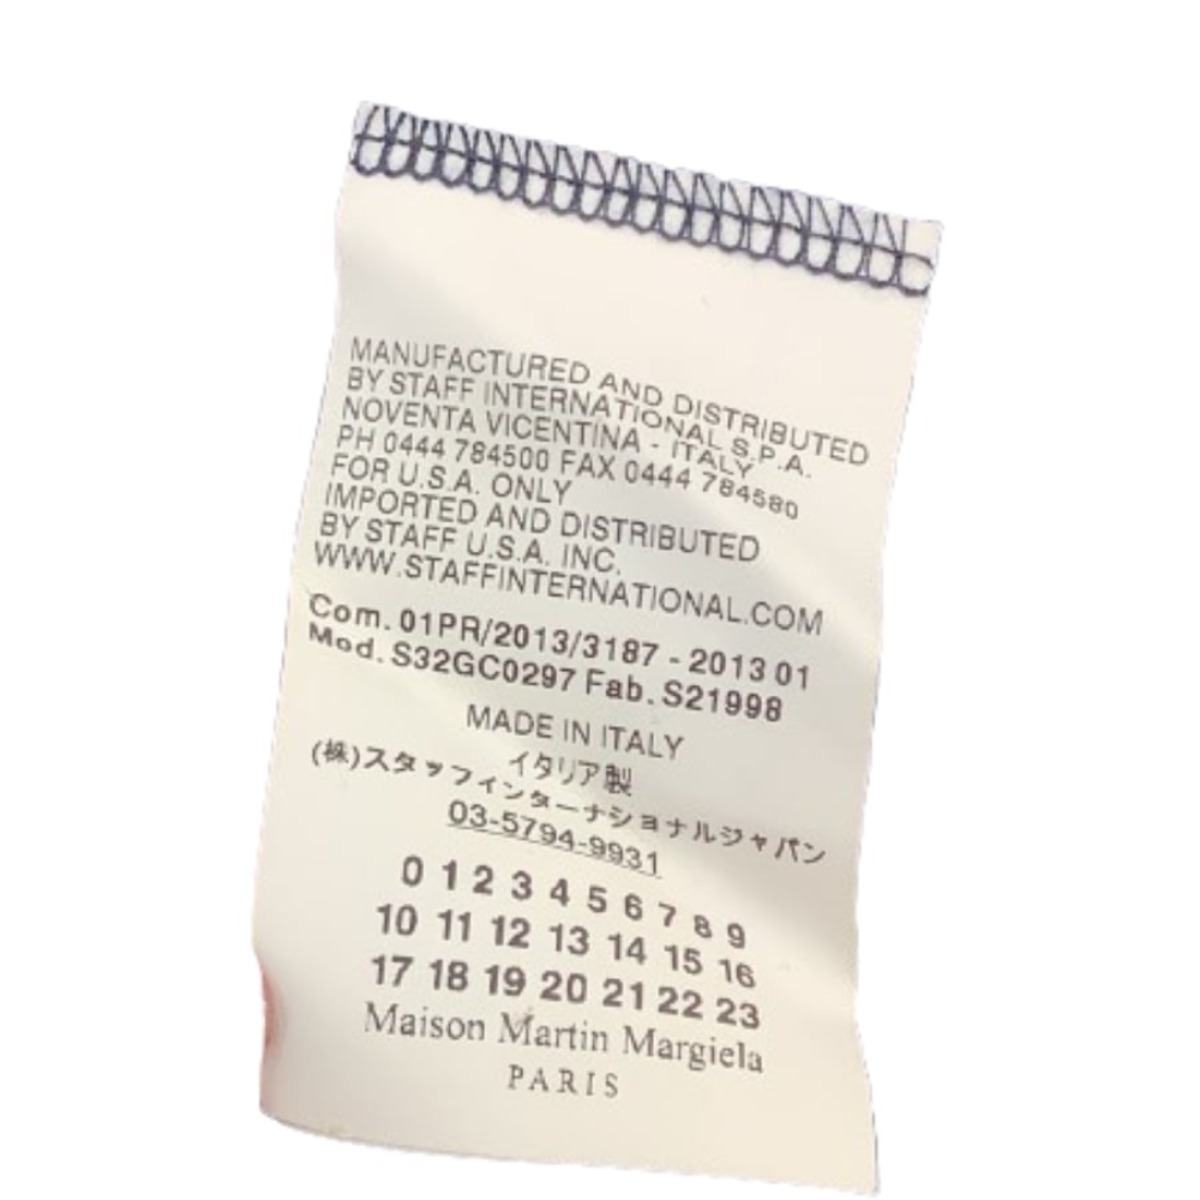 MANUFACTURED AND DISTRIBUTED
BY STAFF INTERNATIONAL S.P.A.
NOVENTA VICENTINA - ITALY
PH 0444 784500 FAX 0444 784580
FOR U.S.A. ONLY
IMPORTED AND DISTRIBUTED
BY STAFF U.S.A. INC.
WWW.STAFFINTERNATIONAL.COM
Com. 01PR/2013/3187 - 2013 01
Mod. S32GC0297 Fab. S21998
MADE IN ITALY
イタリア製
(株)スタッフインターナショナルジャパン
03-5794-9931
0 1 2 3 4 5 6 7 8 9
10 11 12 13 14 15 16
17 18 19 20 21 22 23
Maison Martin Margiela
PARIS